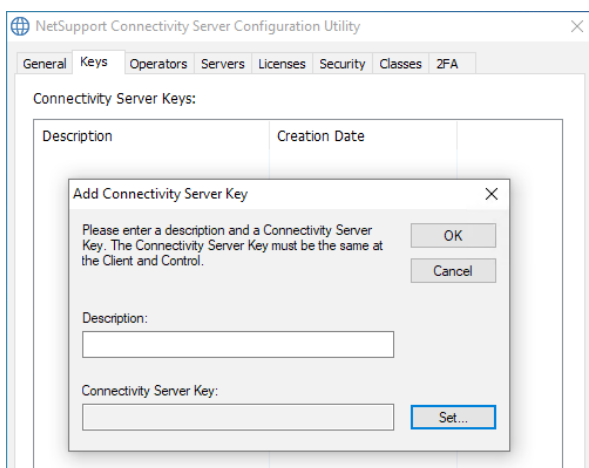 NetSupport Connectivity Server Configuration Utility
General Keys Operators Servers Licenses Security Classes 2FA
Connectivity Server Keys:
Description Creation Date
Add Connectivity Server Key
Please enter a description and a Connectivity Server
Key. The Connectivity Server Key must be the same at
the Client and Control.
OK
Cancel
Description:
Connectivity Server Key:
Set...